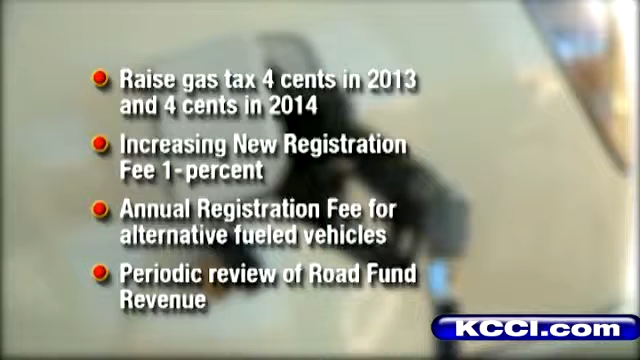 Raise gas tax 4 cents in 2013
and 4 cents in 2014
Increasing New Registration
Fee 1-percent
Annual Registration Fee for
alternative fueled vehicles
Periodic review of Road Fund
Revenue
KCCI.com